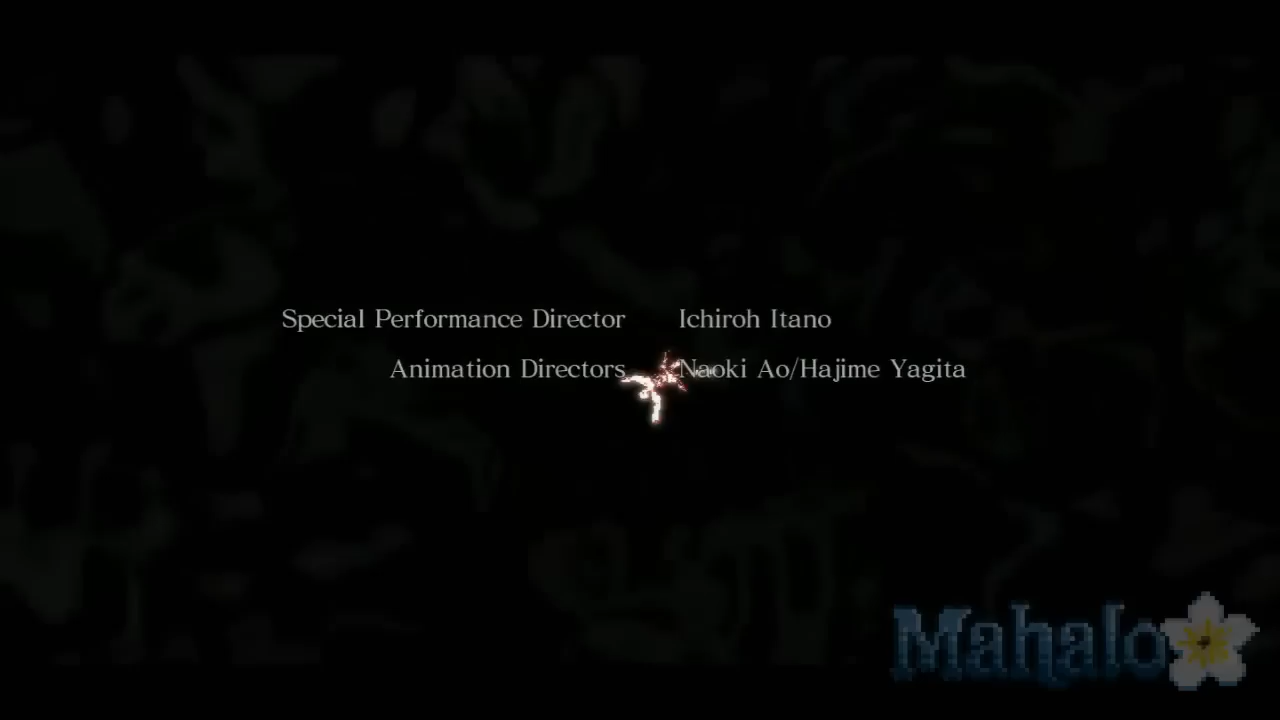 Special Performance Director Ichiroh Itano
Animation Directors Naoki Ao/Hajime Yagita
Mahalo